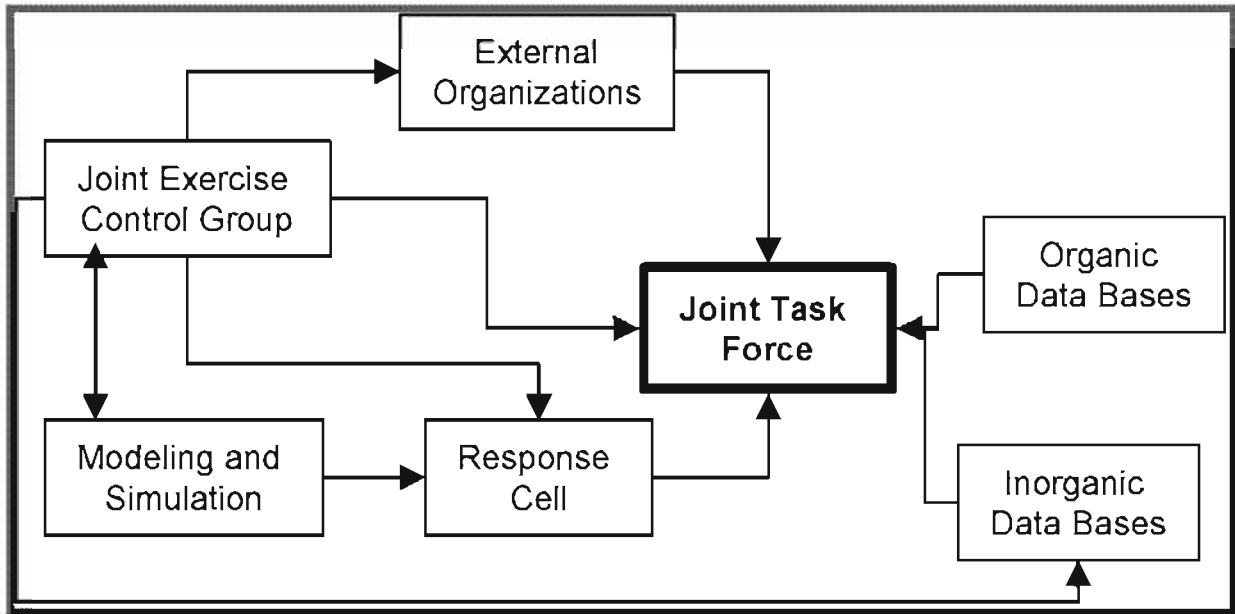 External
Organizations
Joint Exercise
Control Group
Organic
Data Bases
Joint Task
Force
Modeling and
Simulation
Response
Cell
Inorganic
Data Bases